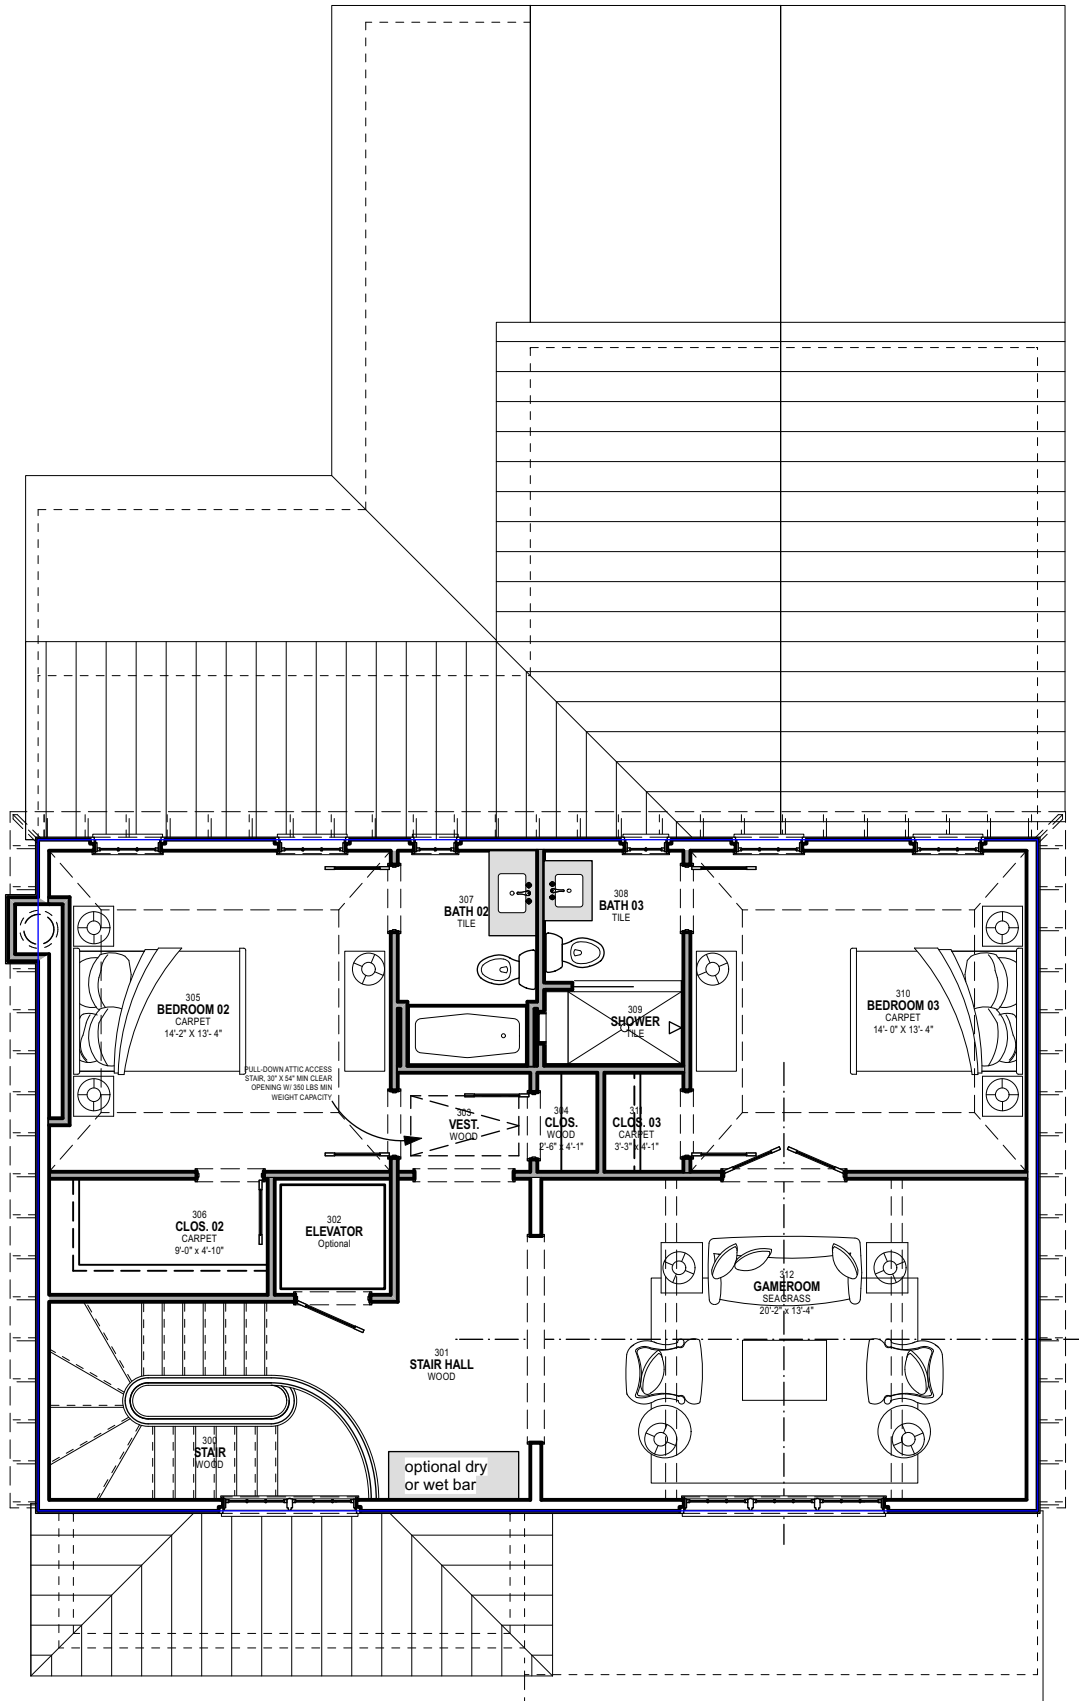 307
BATH 02
TILE
308
BATH 03
TILE
305
BEDROOM 02
CARPET
14'-2" X 13'- 4"
310
BEDROOM 03
CARPET
14'- 0" X 13'- 4"
309
SHOWER
TILE
PULL-DOWN ATTIC ACCESS
STAIR, 30" X 54" MIN CLEAR
OPENING W/ 350 LBS MIN
WEIGHT CAPACITY
303
VEST.
WOOD
304
CLOS.
WOOD
2'-6" x 4'-1"
311
CLOS. 03
CARPET
3'-3" x 4'-1"
306
CLOS. 02
CARPET
9'-0" x 4'-10"
302
ELEVATOR
Optional
312
GAMEROOM
SEAGRASS
20'-2" x 13'-4"
301
STAIR HALL
WOOD
300
STAIR
WOOD
optional dry
or wet bar